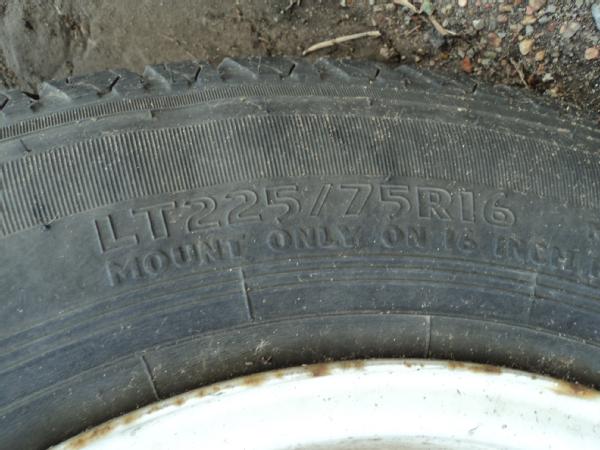 LT225/75R16
MOUNT ONLY ON 16 INCH